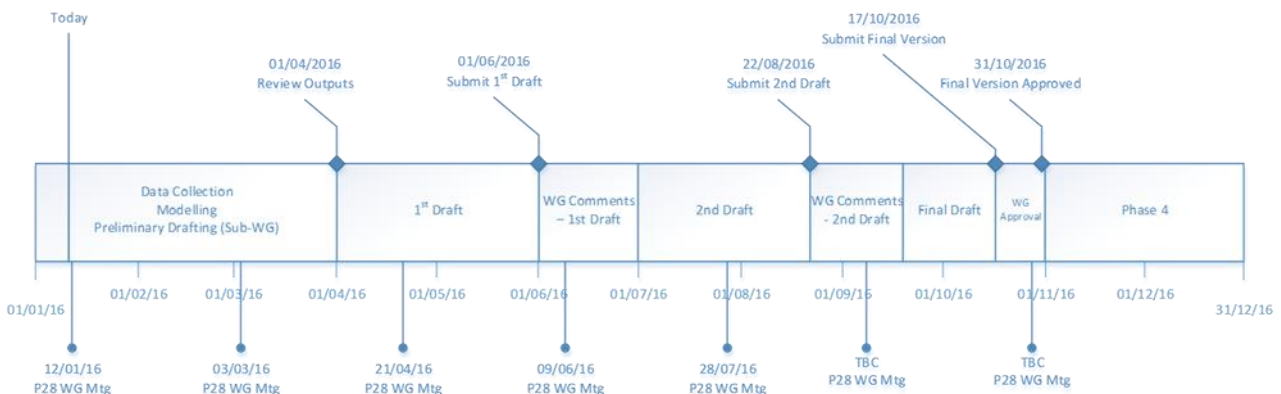 Today
17/10/2016
Submit Final Version
01/04/2016
Review Outputs
01/06/2016
Submit 1st Draft
22/08/2016
Submit 2nd Draft
31/10/2016
Final Version Approved
Data Collection
Modelling
Preliminary Drafting (Sub-WG)
1st Draft
WG Comments
– 1st Draft
2nd Draft
WG Comments
- 2nd Draft
Final Draft
WG
Approval
Phase 4
01/01/16
01/02/16
01/03/16
01/04/16
01/05/16
01/06/16
01/07/16
01/08/16
01/09/16
01/10/16
01/11/16
01/12/16
31/12/16
12/01/16
P28 WG Mtg
03/03/16
P28 WG Mtg
21/04/16
P28 WG Mtg
09/06/16
P28 WG Mtg
28/07/16
P28 WG Mtg
TBC
P28 WG Mtg
TBC
P28 WG Mtg